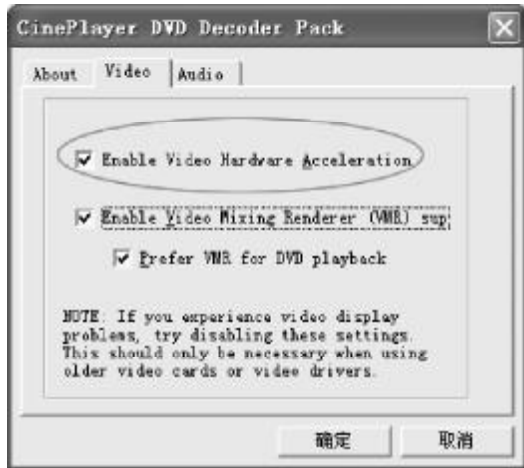 CinePlayer DVD Decoder Pack
About Video Audio
Enable Video Hardware Acceleration
Enable Video Mixing Renderer (VMR) sup
Prefer VMR for DVD playback
NOTE: If you experience video display
problems, try disabling these settings.
This should only be necessary when using
older video cards or video drivers.
确定 取消